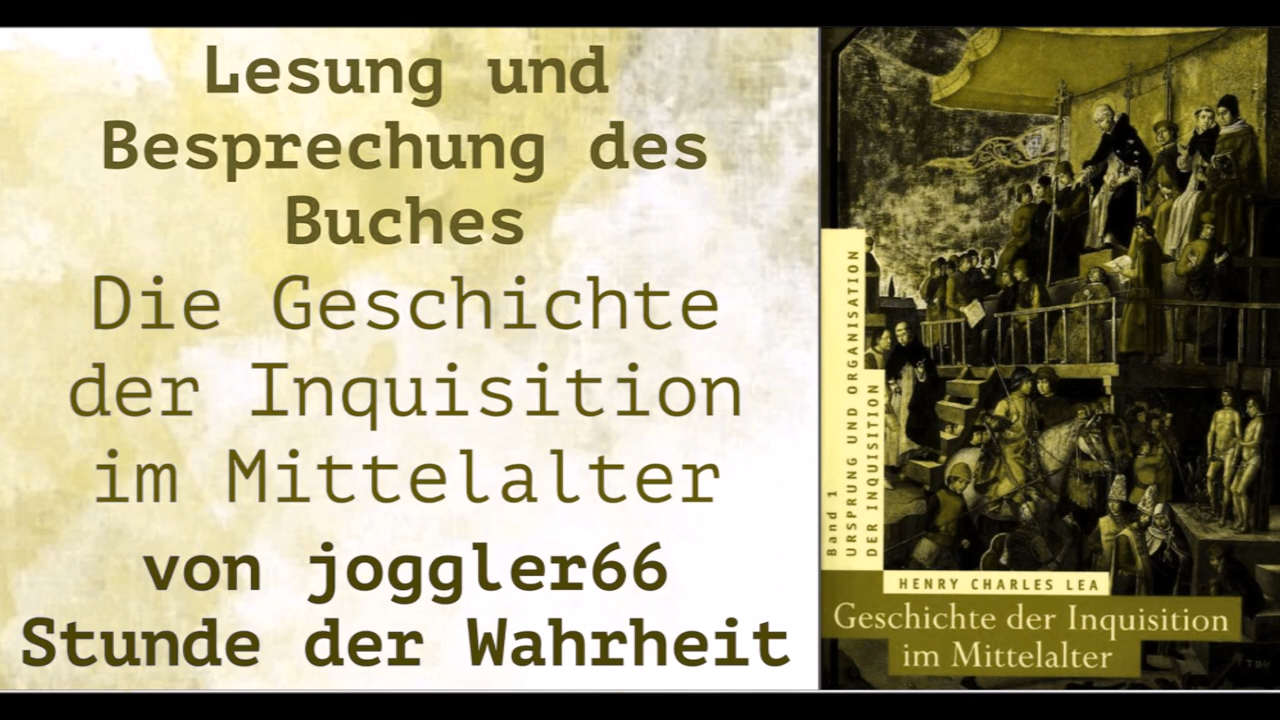 Lesung und
Besprechung des
Buches
Die Geschichte
der Inquisition
im Mittelalter
von joggler66
Stunde der Wahrheit
Band 1
URSPRUNG UND ORGANISATION
DER INQUISITION
HENRY CHARLES LEA
Geschichte der Inquisition
im Mittelalter